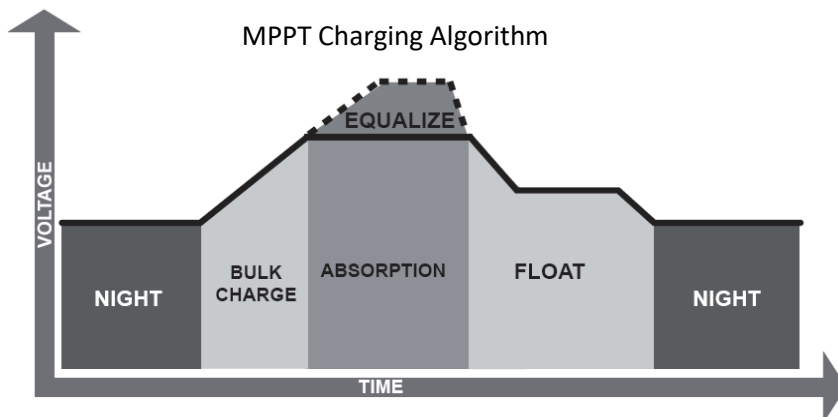 MPPT Charging Algorithm
EQUALIZE
VOLTAGE
NIGHT
BULK
CHARGE
ABSORPTION
FLOAT
NIGHT
TIME